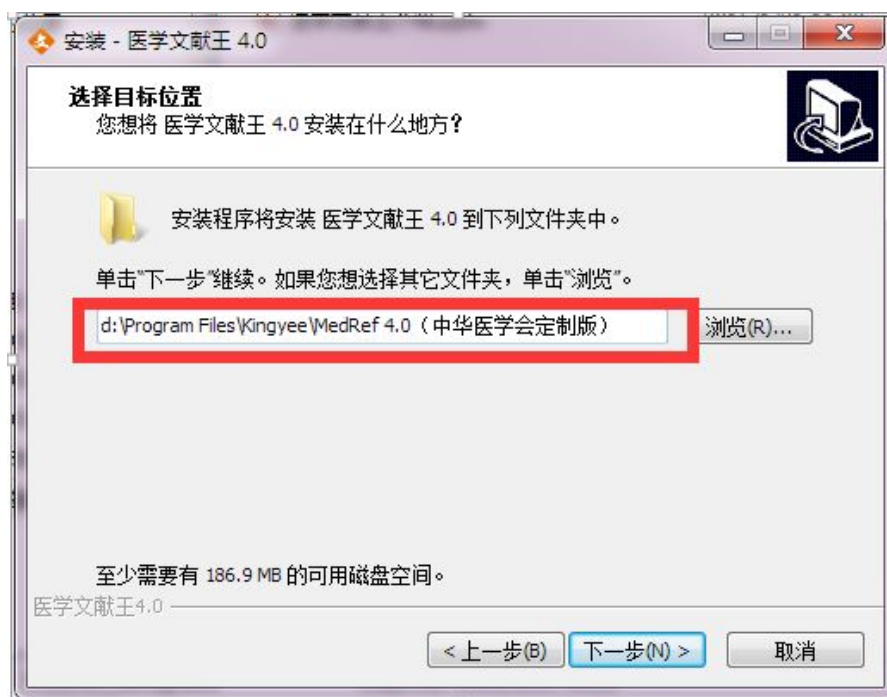 安装 - 医学文献王 4.0
选择目标位置
您想将 医学文献王 4.0 安装在什么地方?
安装程序将安装 医学文献王 4.0 到下列文件夹中。
单击“下一步”继续。如果您想选择其它文件夹，单击“浏览”。
d:\Program Files\Kingyee\MedRef 4.0（中华医学会定制版）
浏览(R)...
至少需要有 186.9 MB 的可用磁盘空间。
医学文献王4.0
< 上一步(B) 下一步(N) > 取消